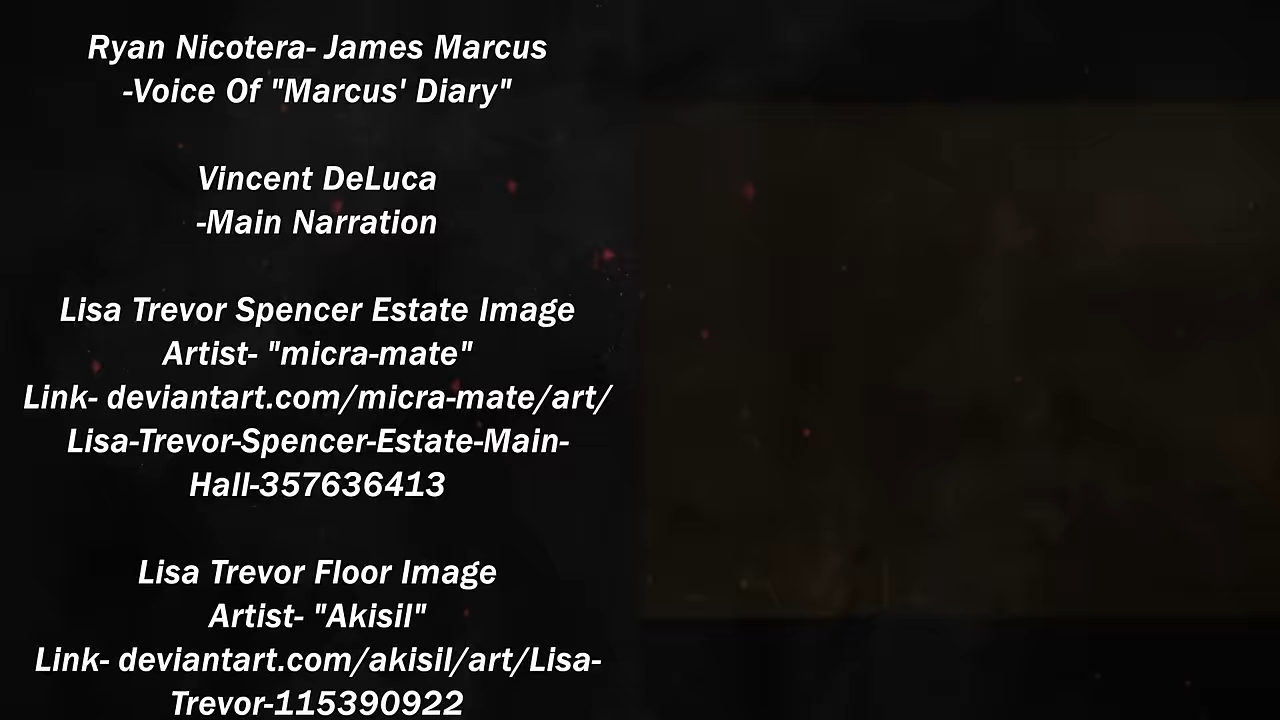 Ryan Nicotera- James Marcus
-Voice Of "Marcus' Diary"
Vincent DeLuca
-Main Narration
Lisa Trevor Spencer Estate Image
Artist- "micra-mate"
Link- deviantart.com/micra-mate/art/
Lisa-Trevor-Spencer-Estate-Main-
Hall-357636413
Lisa Trevor Floor Image
Artist- "Akisil"
Link- deviantart.com/akisil/art/Lisa-
Trevor-115390922